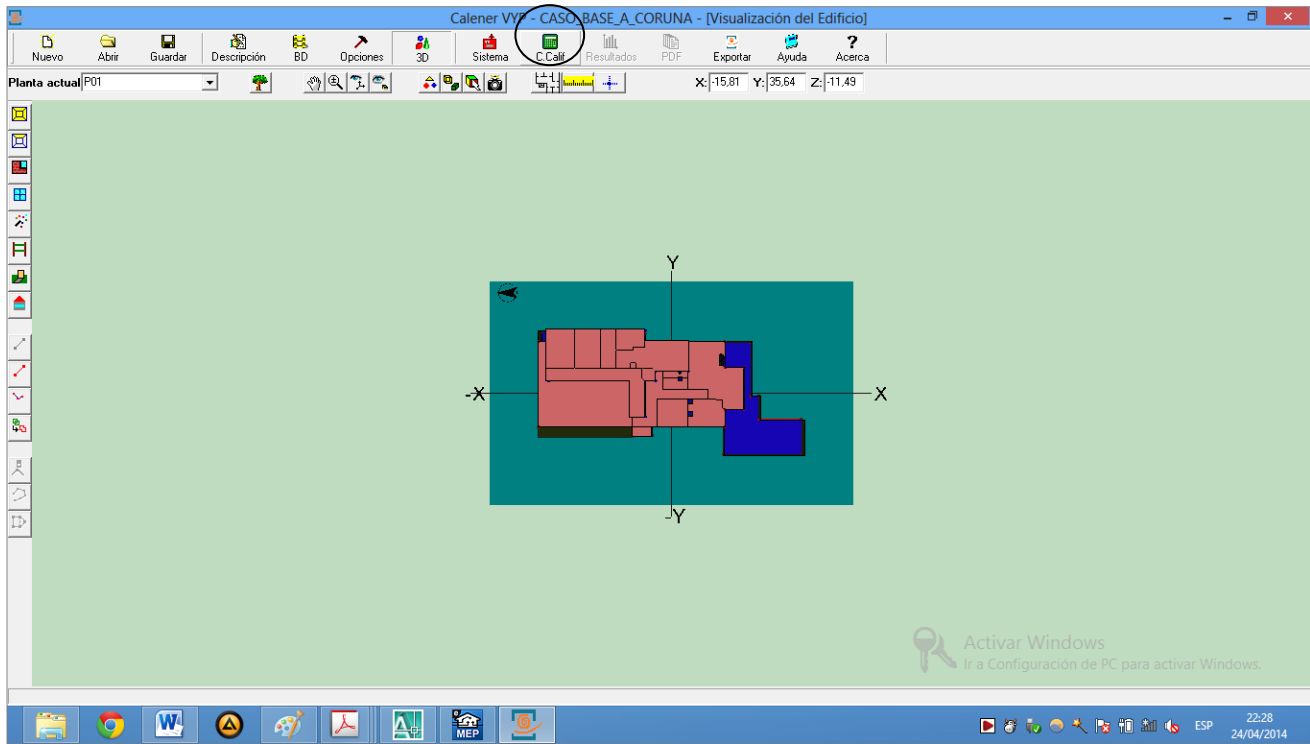 Calener VYP - CASO_BASE_A_CORUNA - [Visualización del Edificio]
Nuevo Abrir Guardar Descripción BD Opciones 3D Sistema C.Calif Resultados PDF Exportar Ayuda Acerca
Planta actual P01 X: -15,81 Y: 35,64 Z: -11,49
Y
-X X
-Y
Activar Windows
Ir a Configuración de PC para activar Windows.
MEP ESP 22:28
24/04/2014